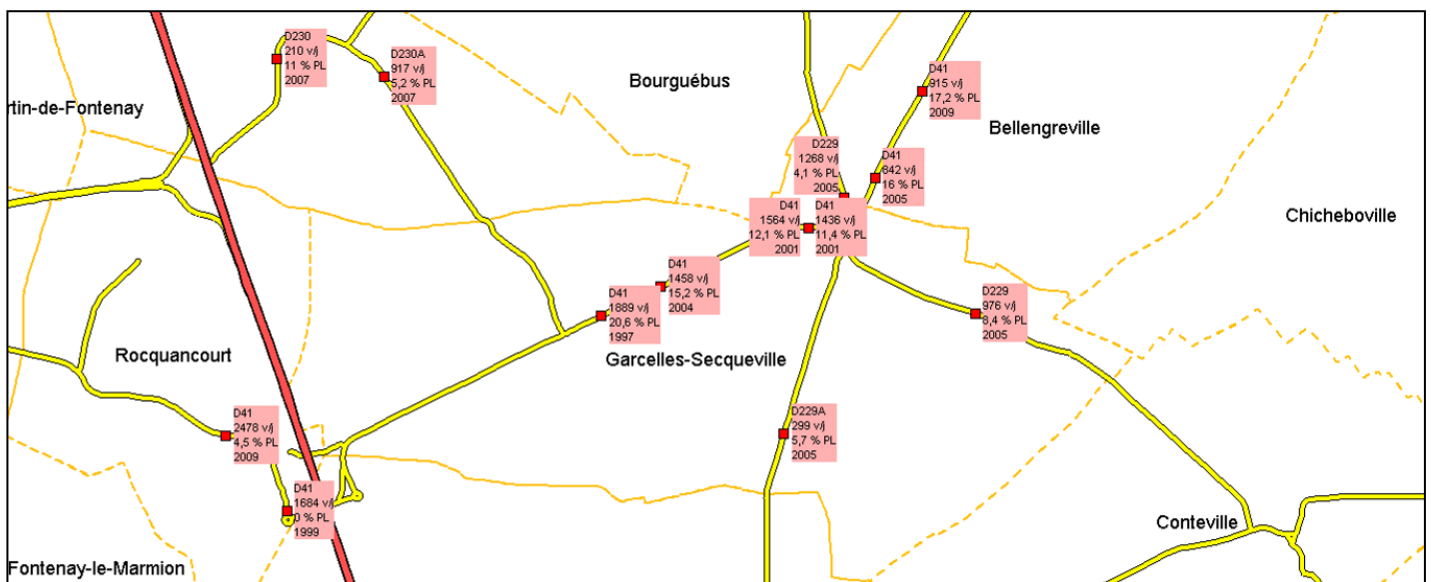 D230
210 v/j
11 % PL
2007
D230A
917 v/j
5,2 % PL
2007
Bourguébus
D41
915 v/j
17,2 % PL
2009
rtin-de-Fontenay
Bellengreville
D229
1268 v/j
4,1 % PL
2005
D41
842 v/j
16 % PL
2005
D41
1564 v/j
12,1 % PL
2001
D41
1436 v/j
11,4 % PL
2001
Chicheboville
D41
1458 v/j
15,2 % PL
2004
D41
1889 v/j
20,6 % PL
1997
D229
976 v/j
8,4 % PL
2005
Rocquancourt
Garcelles-Secqueville
D41
2478 v/j
4,5 % PL
2009
D229A
299 v/j
5,7 % PL
2005
D41
1684 v/j
0 % PL
1999
Conteville
Fontenay-le-Marmion